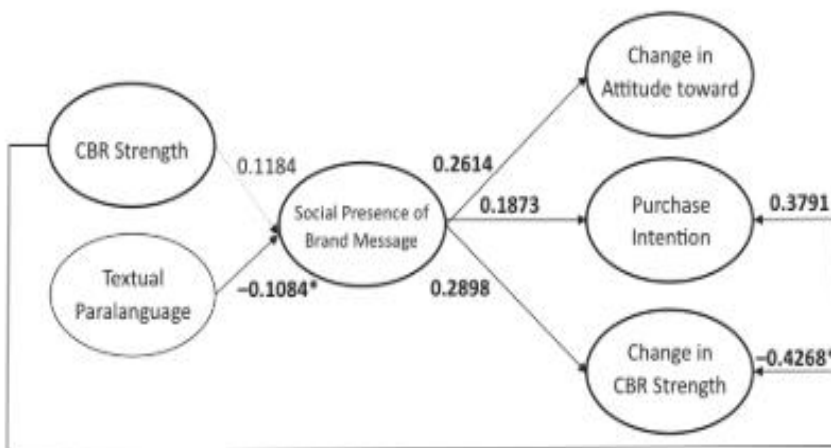 Change in
Attitude toward
CBR Strength
0.1184
0.2614
Social Presence of
Brand Message
0.1873
Purchase
Intention
0.3791
Textual
Paralanguage
–0.1084*
0.2898
Change in
CBR Strength
–0.4268*